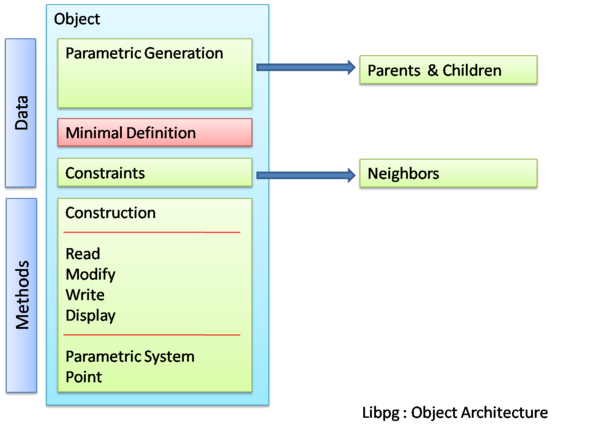 Object
Data
Parametric Generation
Parents & Children
Minimal Definition
Constraints
Neighbors
Methods
Construction
Read
Modify
Write
Display
Parametric System
Point
Libpg : Object Architecture